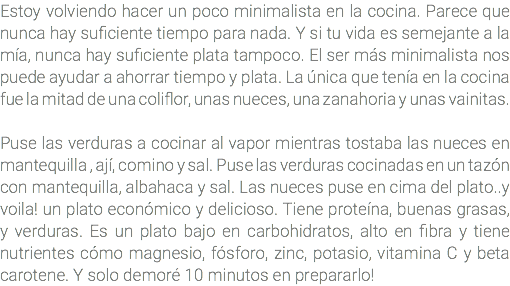 Estoy volviendo hacer un poco minimalista en la cocina. Parece que
nunca hay suficiente tiempo para nada. Y si tu vida es semejante a la
mía, nunca hay suficiente plata tampoco. El ser más minimalista nos
puede ayudar a ahorrar tiempo y plata. La única que tenía en la cocina
fue la mitad de una coliflor, unas nueces, una zanahoria y unas vainitas.

Puse las verduras a cocinar al vapor mientras tostaba las nueces en
mantequilla , ají, comino y sal. Puse las verduras cocinadas en un tazón
con mantequilla, albahaca y sal. Las nueces puse en cima del plato..y
voila! un plato económico y delicioso. Tiene proteína, buenas grasas,
y verduras. Es un plato bajo en carbohidratos, alto en fibra y tiene
nutrientes cómo magnesio, fósforo, zinc, potasio, vitamina C y beta
carotene. Y solo demoré 10 minutos en prepararlo!